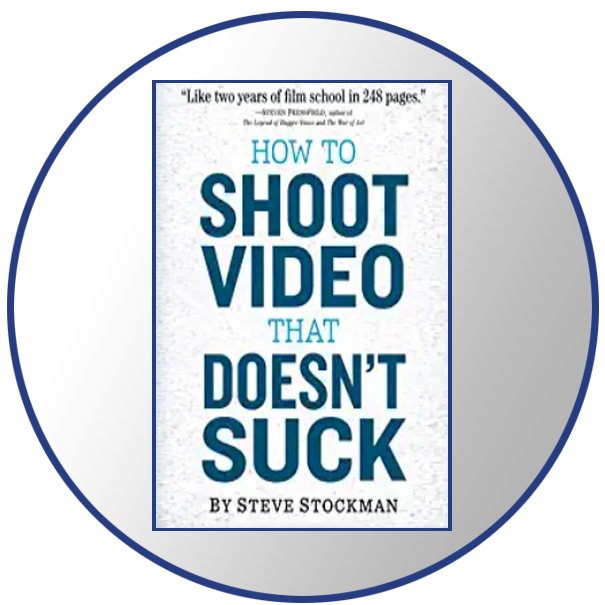 “Like two years of film school in 248 pages.”
—STEVEN PRESSFIELD, author of
The Legend of Bagger Vance and The War of Art
HOW TO
SHOOT
VIDEO
THAT
DOESN’T
SUCK
BY STEVE STOCKMAN